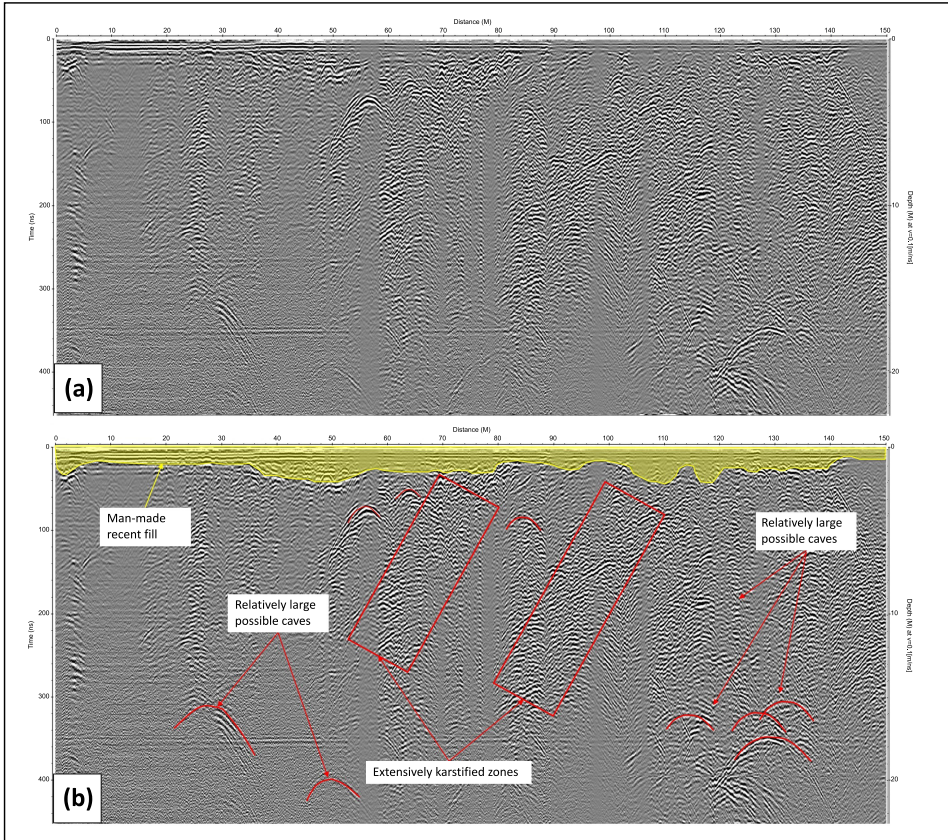 Distance (M)
0 10 20 30 40 50 60 70 80 90 100 110 120 130 140 150
0
100
200
300
400
Time (ns)
0
10
20
Depth (M) at v=0,1[m/ns]
(a)
Distance (M)
0 10 20 30 40 50 60 70 80 90 100 110 120 130 140 150
0
100
200
300
400
Time (ns)
0
10
20
Depth (M) at v=0,1[m/ns]
Man-made
recent fill
Relatively large
possible caves
Relatively large
possible caves
Extensively karstified zones
(b)